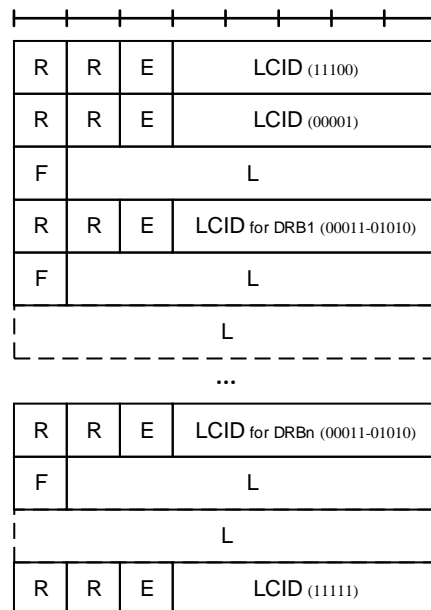 R R E LCID (11100)
R R E LCID (00001)
F L
R R E LCID for DRB1 (00011-01010)
F L
L
...
R R E LCID for DRBn (00011-01010)
F L
L
R R E LCID (11111)